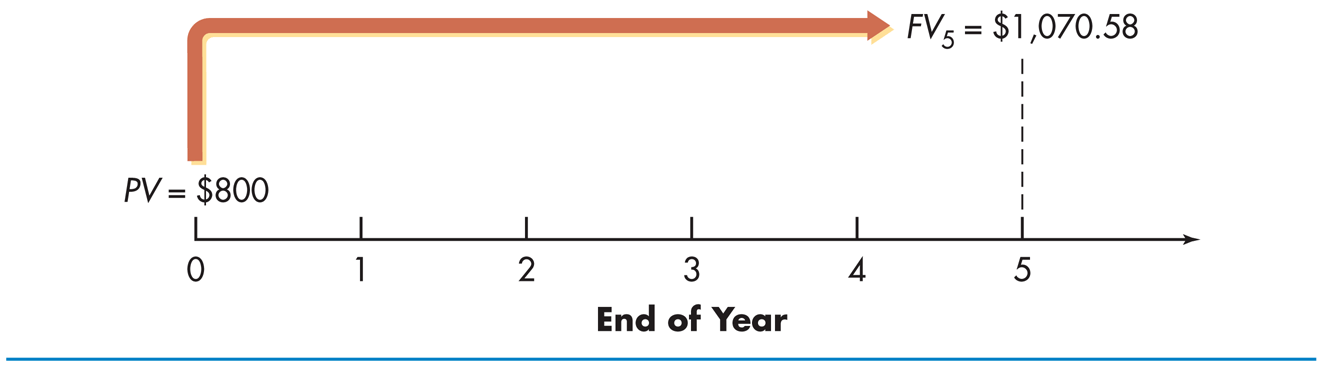 FV5 = $1,070.58
PV = $800
0 1 2 3 4 5
End of Year